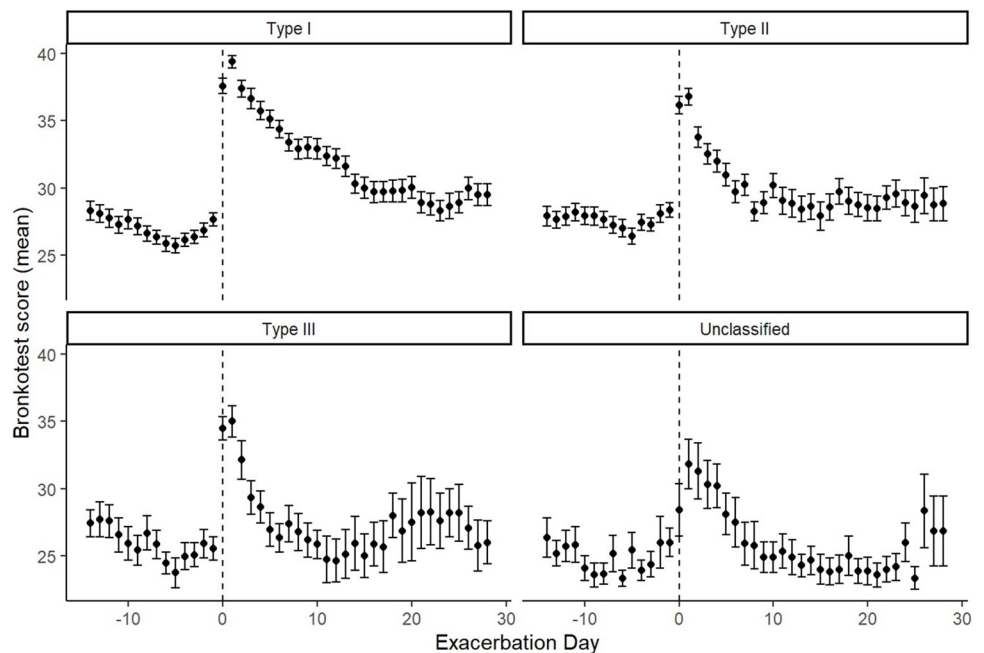 Type I
Type II
Type III
Unclassified
Bronkotest score (mean)
40
35
30
25
40
35
30
25
-10 0 10 20 30 -10 0 10 20 30
Exacerbation Day